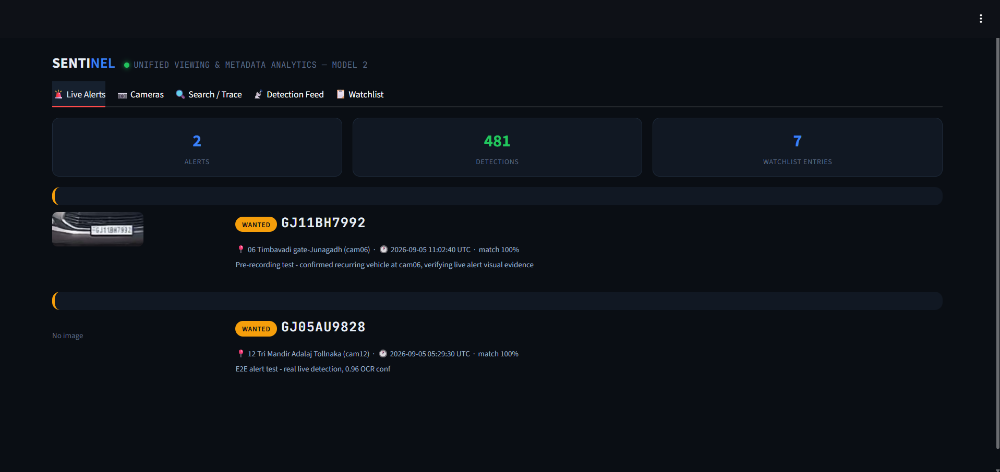 SENTINEL UNIFIED VIEWING & METADATA ANALYTICS — MODEL 2
Live Alerts Cameras Search / Trace Detection Feed Watchlist
2
ALERTS
481
DETECTIONS
7
WATCHLIST ENTRIES
GJ11BH7992
WANTED GJ11BH7992
06 Timbavadi gate-Junagadh (cam06) · 2026-09-05 11:02:40 UTC · match 100%
Pre-recording test - confirmed recurring vehicle at cam06, verifying live alert visual evidence
No image
WANTED GJ05AU9828
12 Tri Mandir Adalaj Tollnaka (cam12) · 2026-09-05 05:29:30 UTC · match 100%
E2E alert test - real live detection, 0.96 OCR conf